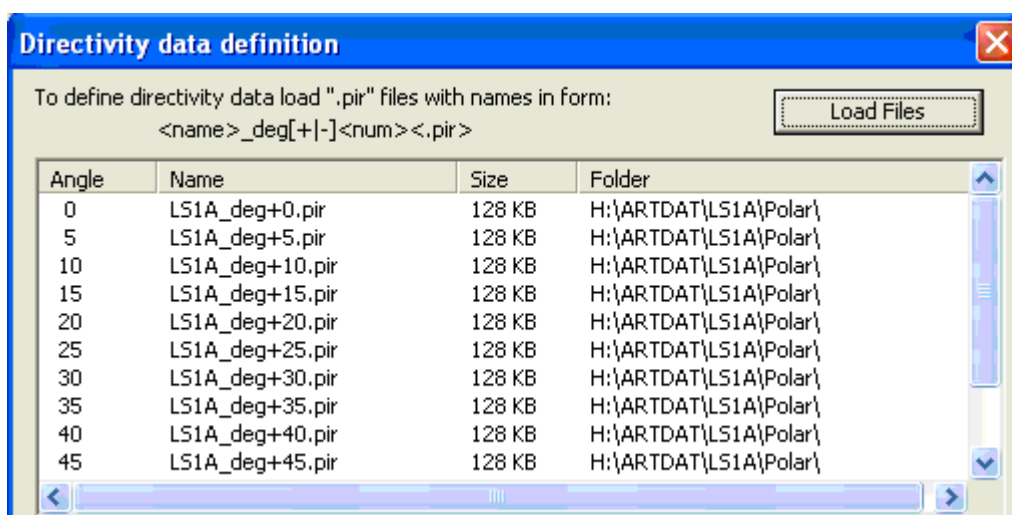 Directivity data definition
To define directivity data load ".pir" files with names in form:
<name>_deg[+|-]<num><.pir>
Load Files
Angle Name Size Folder
0 LS1A_deg+0.pir 128 KB H:\ARTDAT\LS1A\Polar\
5 LS1A_deg+5.pir 128 KB H:\ARTDAT\LS1A\Polar\
10 LS1A_deg+10.pir 128 KB H:\ARTDAT\LS1A\Polar\
15 LS1A_deg+15.pir 128 KB H:\ARTDAT\LS1A\Polar\
20 LS1A_deg+20.pir 128 KB H:\ARTDAT\LS1A\Polar\
25 LS1A_deg+25.pir 128 KB H:\ARTDAT\LS1A\Polar\
30 LS1A_deg+30.pir 128 KB H:\ARTDAT\LS1A\Polar\
35 LS1A_deg+35.pir 128 KB H:\ARTDAT\LS1A\Polar\
40 LS1A_deg+40.pir 128 KB H:\ARTDAT\LS1A\Polar\
45 LS1A_deg+45.pir 128 KB H:\ARTDAT\LS1A\Polar\